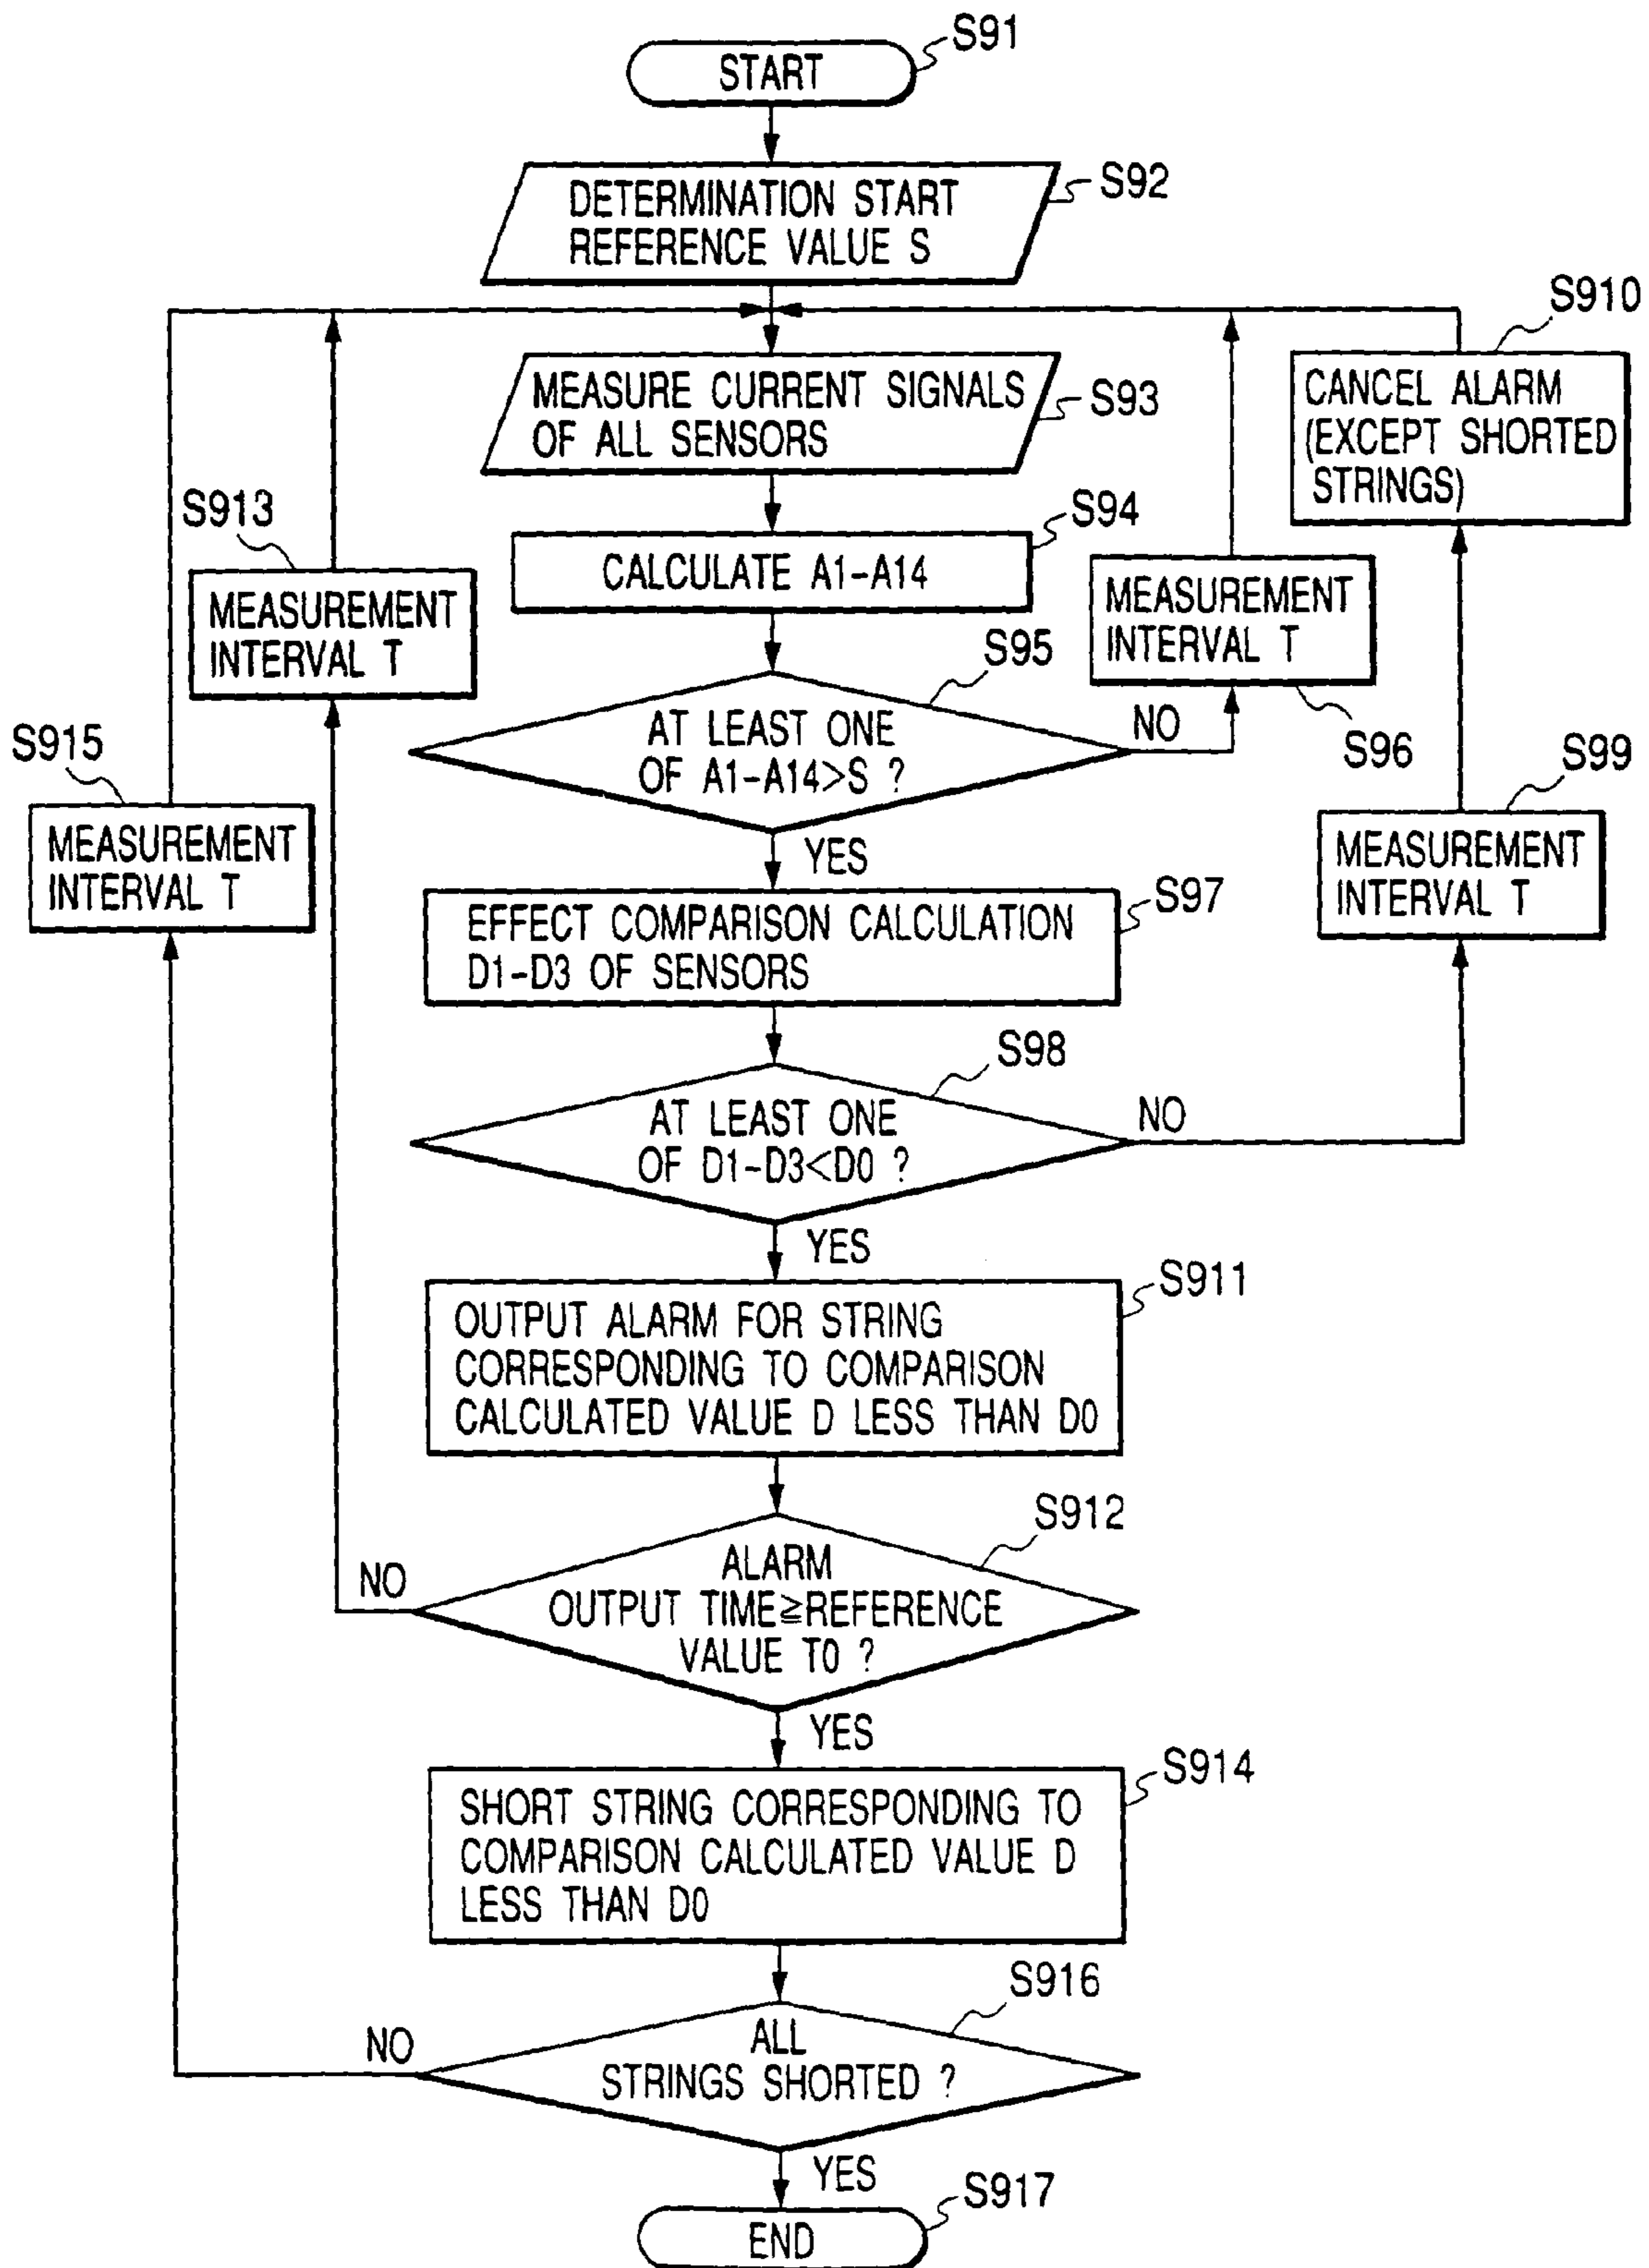 S91
START
S92
DETERMINATION START
REFERENCE VALUE S
S910
CANCEL ALARM
(EXCEPT SHORTED
STRINGS)
MEASURE CURRENT SIGNALS
OF ALL SENSORS
S93
S913
MEASUREMENT
INTERVAL T
S94
CALCULATE A1-A14
MEASUREMENT
INTERVAL T
S96
S95
AT LEAST ONE
OF A1-A14>S ?
NO
YES
S915
MEASUREMENT
INTERVAL T
S99
MEASUREMENT
INTERVAL T
S97
EFFECT COMPARISON CALCULATION
D1-D3 OF SENSORS
S98
AT LEAST ONE
OF D1-D3<D0 ?
NO
YES
S911
OUTPUT ALARM FOR STRING
CORRESPONDING TO COMPARISON
CALCULATED VALUE D LESS THAN D0
S912
ALARM
OUTPUT TIME≧REFERENCE
VALUE T0 ?
NO
YES
S914
SHORT STRING CORRESPONDING TO
COMPARISON CALCULATED VALUE D
LESS THAN D0
S916
ALL
STRINGS SHORTED ?
NO
YES
S917
END